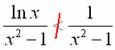 ln x / (x² − 1) ≮ 1 / (x² − 1)